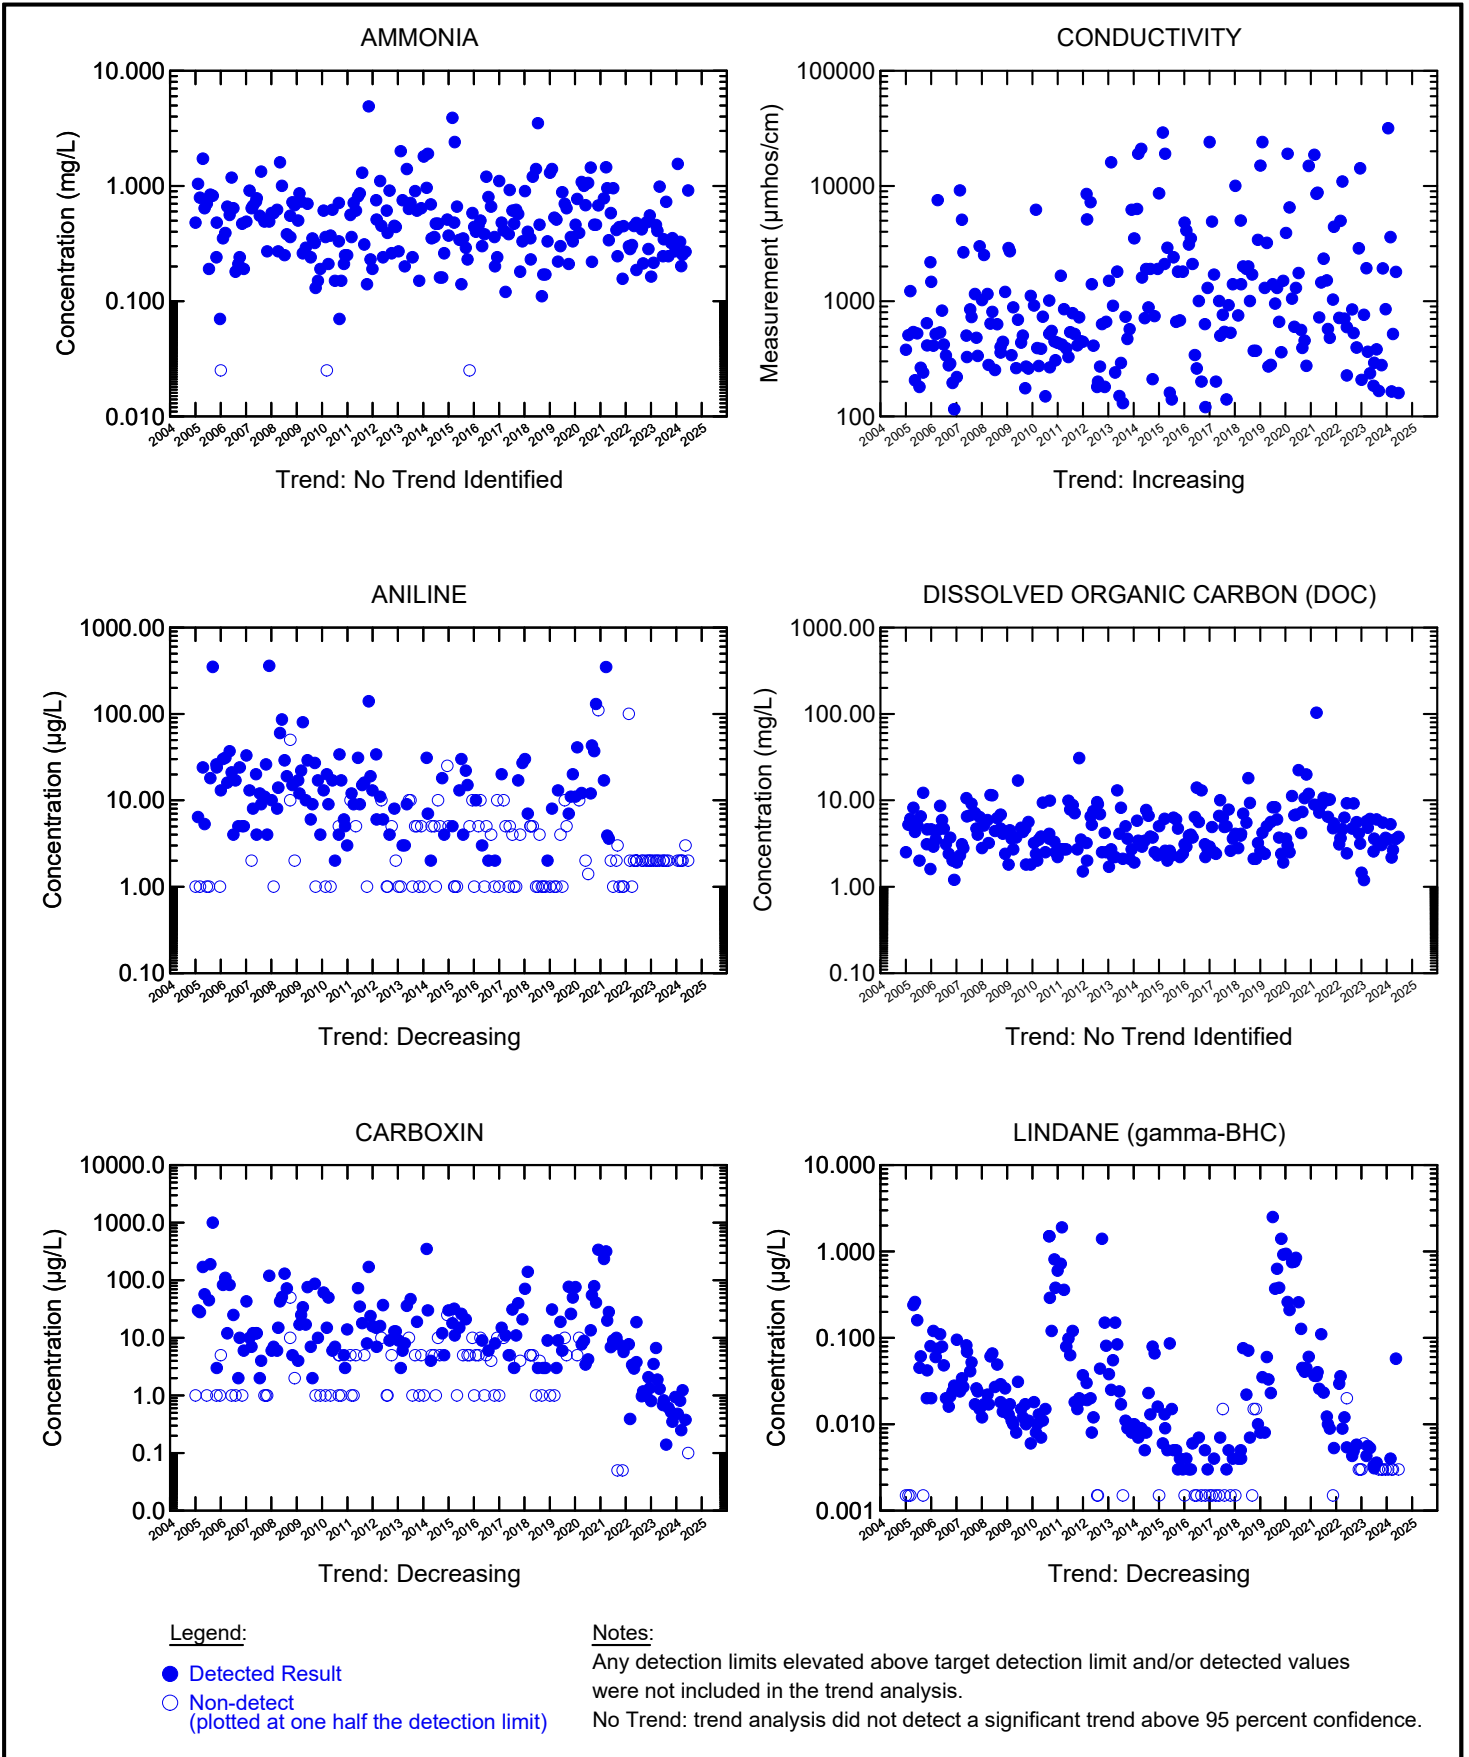 AMMONIA
Concentration (mg/L)
10.000
1.000
0.100
0.010
2004 2005 2006 2007 2008 2009 2010 2011 2012 2013 2014 2015 2016 2017 2018 2019 2020 2021 2022 2023 2024 2025
Trend: No Trend Identified
CONDUCTIVITY
Measurement (µmhos/cm)
100000
10000
1000
100
2004 2005 2006 2007 2008 2009 2010 2011 2012 2013 2014 2015 2016 2017 2018 2019 2020 2021 2022 2023 2024 2025
Trend: Increasing
ANILINE
Concentration (µg/L)
1000.00
100.00
10.00
1.00
0.10
2004 2005 2006 2007 2008 2009 2010 2011 2012 2013 2014 2015 2016 2017 2018 2019 2020 2021 2022 2023 2024 2025
Trend: Decreasing
DISSOLVED ORGANIC CARBON (DOC)
Concentration (mg/L)
1000.00
100.00
10.00
1.00
0.10
2004 2005 2006 2007 2008 2009 2010 2011 2012 2013 2014 2015 2016 2017 2018 2019 2020 2021 2022 2023 2024 2025
Trend: No Trend Identified
CARBOXIN
Concentration (µg/L)
10000.0
1000.0
100.0
10.0
1.0
0.1
0.0
2004 2005 2006 2007 2008 2009 2010 2011 2012 2013 2014 2015 2016 2017 2018 2019 2020 2021 2022 2023 2024 2025
Trend: Decreasing
LINDANE (gamma-BHC)
Concentration (µg/L)
10.000
1.000
0.100
0.010
0.001
2004 2005 2006 2007 2008 2009 2010 2011 2012 2013 2014 2015 2016 2017 2018 2019 2020 2021 2022 2023 2024 2025
Trend: Decreasing
Legend:
Detected Result
Non-detect
(plotted at one half the detection limit)
Notes:
Any detection limits elevated above target detection limit and/or detected values
were not included in the trend analysis.
No Trend: trend analysis did not detect a significant trend above 95 percent confidence.